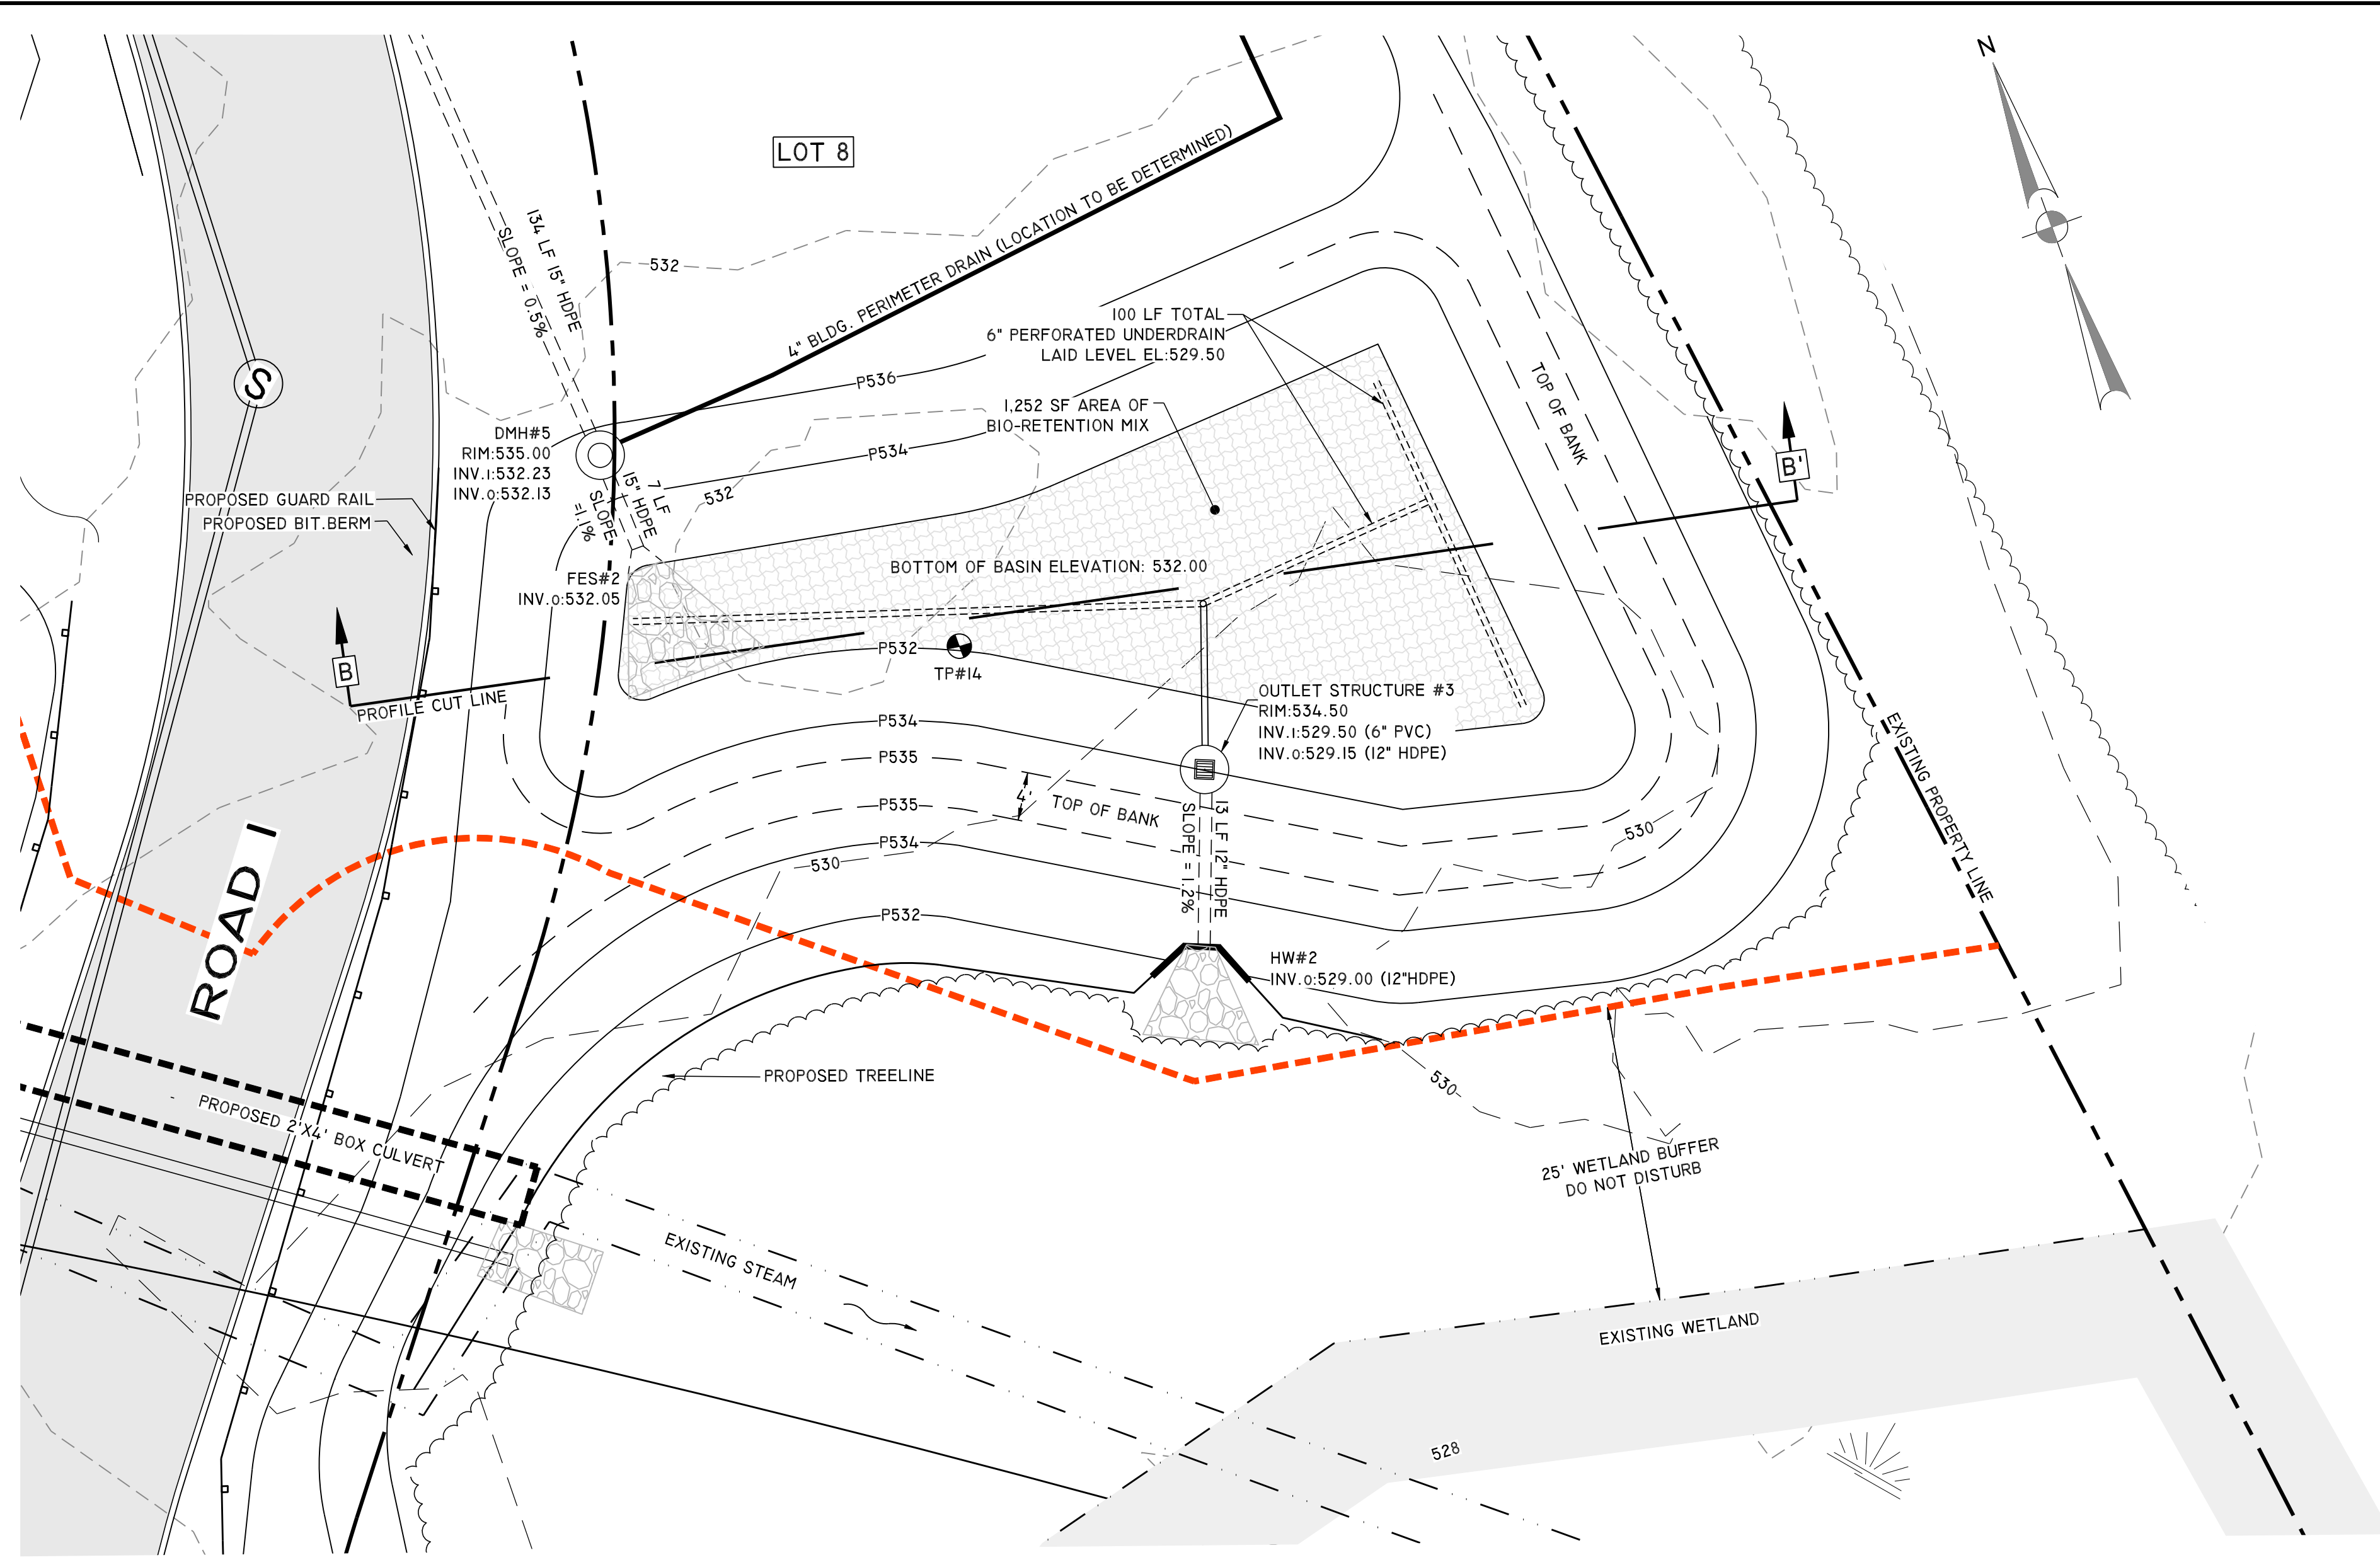 N
LOT 8
134 LF 15" HDPE
SLOPE = 0.5%
532
4" BLDG. PERIMETER DRAIN (LOCATION TO BE DETERMINED)
100 LF TOTAL
6" PERFORATED UNDERDRAIN
LAID LEVEL EL:529.50
P536
S
1,252 SF AREA OF
BIO-RETENTION MIX
TOP OF BANK
DMH#5
RIM:535.00
INV.I:532.23
INV.O:532.13
P534
B'
532
7 LF
15" HDPE
SLOPE
=1.1%
PROPOSED GUARD RAIL
PROPOSED BIT.BERM
FES#2
INV.O:532.05
BOTTOM OF BASIN ELEVATION: 532.00
B
PROFILE CUT LINE
P532
TP#14
OUTLET STRUCTURE #3
RIM:534.50
INV.I:529.50 (6" PVC)
INV.O:529.15 (12" HDPE)
P534
P535
4'
TOP OF BANK
P535
P534
530
530
EXISTING PROPERTY LINE
13 LF 12" HDPE
SLOPE = 1.2%
ROAD 1
P532
HW#2
INV.O:529.00 (12"HDPE)
PROPOSED TREELINE
530
PROPOSED 2'X4' BOX CULVERT
25' WETLAND BUFFER
DO NOT DISTURB
EXISTING STEAM
EXISTING WETLAND
528